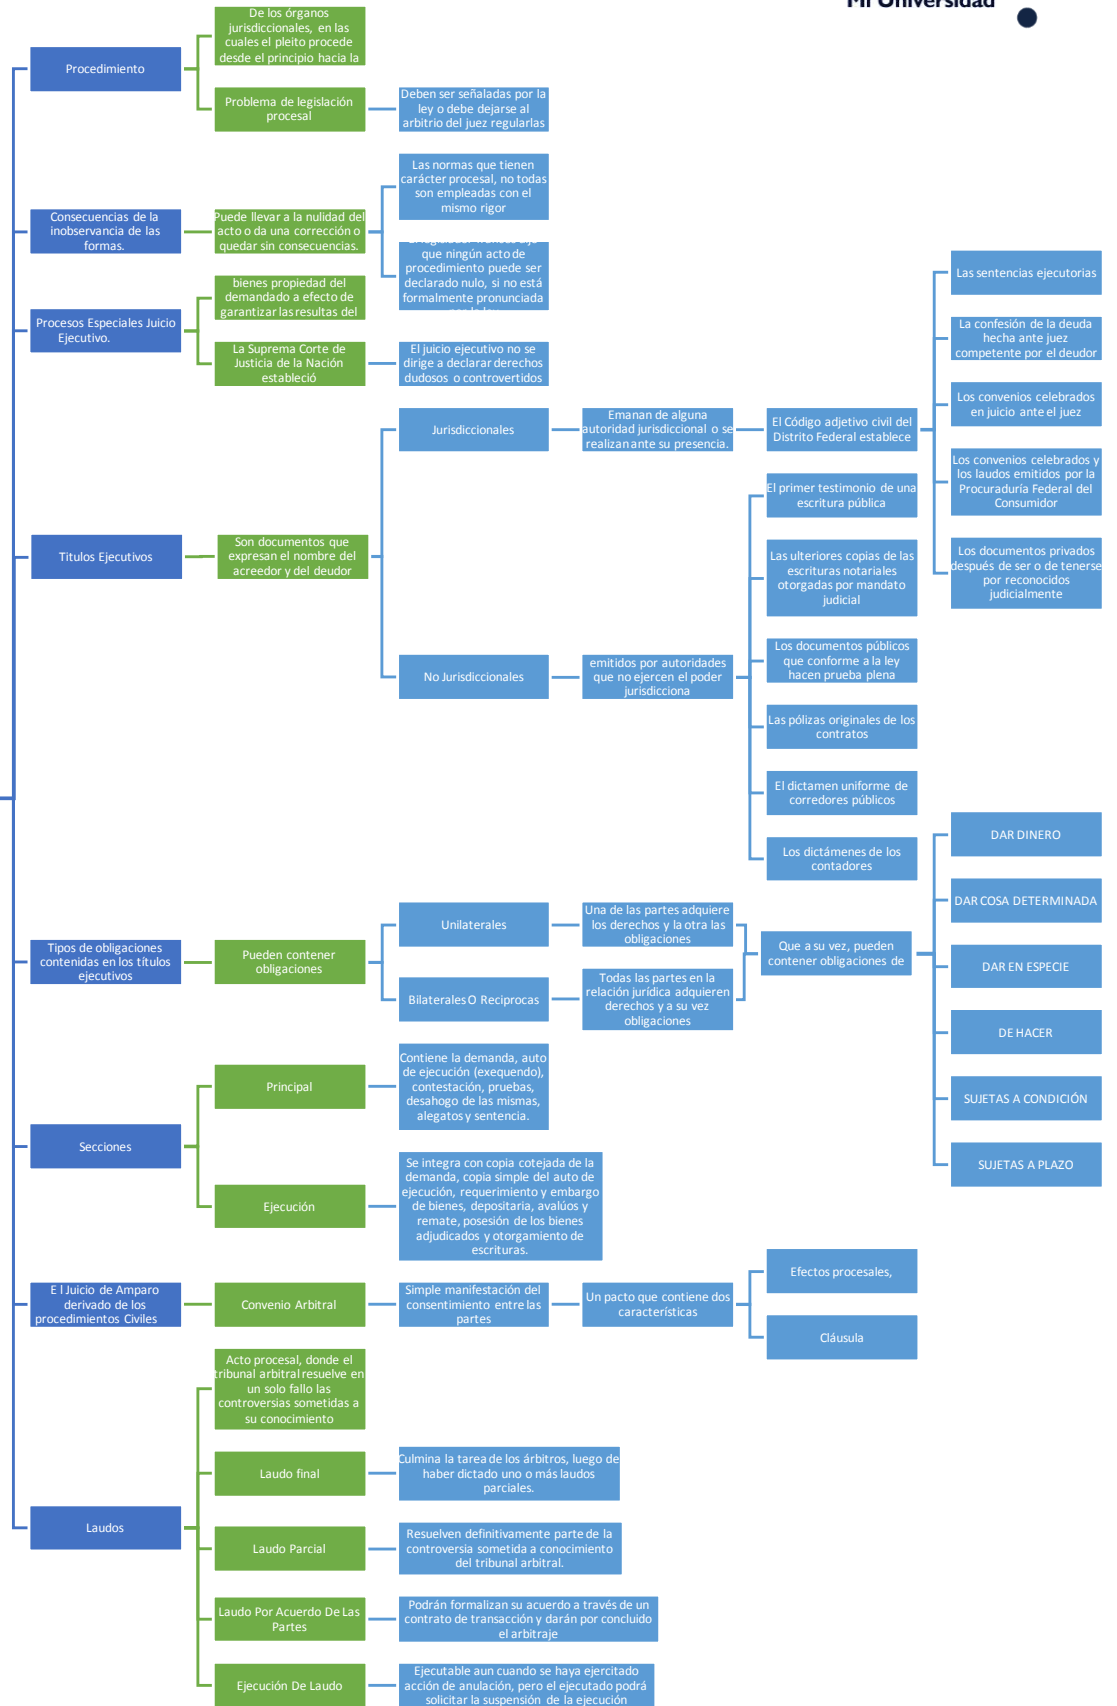 Mi Universidad
De los órganos
jurisdiccionales, en las
cuales el pleito procede
desde el principio hacia la
Procedimiento
Problema de legislación
procesal
Deben ser señaladas por la
ley o debe dejarse al
arbitrio del juez regularlas
Consecuencias de la
inobservancia de las
formas.
Puede llevar a la nulidad del
acto o da una corrección o
quedar sin consecuencias.
Las normas que tienen
carácter procesal, no todas
son empleadas con el
mismo rigor
que ningún acto de
procedimiento puede ser
declarado nulo, si no está
formalmente pronunciada
Procesos Especiales Juicio
Ejecutivo.
bienes propiedad del
demandado a efecto de
garantizar las resultas del
La Suprema Corte de
Justicia de la Nación
estableció
El juicio ejecutivo no se
dirige a declarar derechos
dudosos o controvertidos
Titulos Ejecutivos
Son documentos que
expresan el nombre del
acreedor y del deudor
Jurisdiccionales
Emanan de alguna
autoridad jurisdiccional o se
realizan ante su presencia.
El Código adjetivo civil del
Distrito Federal establece
Las sentencias ejecutorias
La confesión de la deuda
hecha ante juez
competente por el deudor
Los convenios celebrados
en juicio ante el juez
Los convenios celebrados y
los laudos emitidos por la
Procuraduría Federal del
Consumidor
Los documentos privados
después de ser o de tenerse
por reconocidos
judicialmente
No Jurisdiccionales
emitidos por autoridades
que no ejercen el poder
jurisdicciona
El primer testimonio de una
escritura pública
Las ulteriores copias de las
escrituras notariales
otorgadas por mandato
judicial
Los documentos públicos
que conforme a la ley
hacen prueba plena
Las pólizas originales de los
contratos
El dictamen uniforme de
corredores públicos
Los dictámenes de los
contadores
Tipos de obligaciones
contenidas en los títulos
ejecutivos
Pueden contener
obligaciones
Unilaterales
Una de las partes adquiere
los derechos y la otra las
obligaciones
Bilaterales O Reciprocas
Todas las partes en la
relación jurídica adquieren
derechos y a su vez
obligaciones
Que a su vez, pueden
contener obligaciones de
DAR DINERO
DAR COSA DETERMINADA
DAR EN ESPECIE
DE HACER
SUJETAS A CONDICIÓN
SUJETAS A PLAZO
Secciones
Principal
Contiene la demanda, auto
de ejecución (exequendo),
contestación, pruebas,
desahogo de las mismas,
alegatos y sentencia.
Ejecución
Se integra con copia cotejada de la
demanda, copia simple del auto de
ejecución, requerimiento y embargo
de bienes, depositaria, avalúos y
remate, posesión de los bienes
adjudicados y otorgamiento de
escrituras.
E l Juicio de Amparo
derivado de los
procedimientos Civiles
Convenio Arbitral
Simple manifestación del
consentimiento entre las
partes
Un pacto que contiene dos
características
Efectos procesales,
Cláusula
Laudos
Acto procesal, donde el
tribunal arbitral resuelve en
un solo fallo las
controversias sometidas a
su conocimiento
Laudo final
Culmina la tarea de los árbitros, luego de
haber dictado uno o más laudos
parciales.
Laudo Parcial
Resuelven definitivamente parte de la
controversia sometida a conocimiento
del tribunal arbitral.
Laudo Por Acuerdo De Las
Partes
Podrán formalizan su acuerdo a través de un
contrato de transacción y darán por concluido
el arbitraje
Ejecución De Laudo
Ejecutable aun cuando se haya ejercitado
acción de anulación, pero el ejecutado podrá
solicitar la suspensión de la ejecución